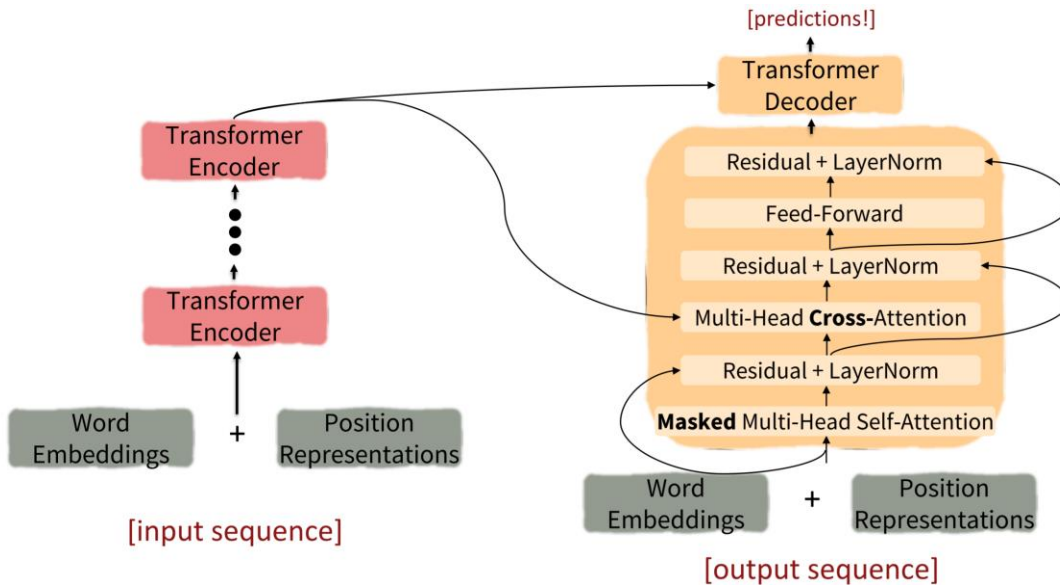 [predictions!]
Transformer
Decoder
Transformer
Encoder
Residual + LayerNorm
Feed-Forward
Residual + LayerNorm
Transformer
Encoder
Multi-Head Cross-Attention
Residual + LayerNorm
Masked Multi-Head Self-Attention
Word
Embeddings
+
Position
Representations
[input sequence]
Word
Embeddings
+
Position
Representations
[output sequence]